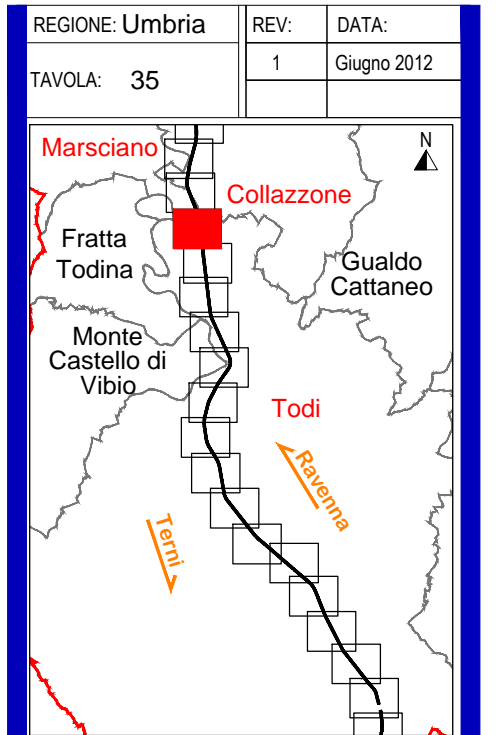 REGIONE: Umbria
REV:
DATA:
TAVOLA: 35
1
Giugno 2012
Marsciano
N
Collazzone
Fratta
Todina
Gualdo
Cattaneo
Monte
Castello di
Vibio
Todi
Ravenna
Terni